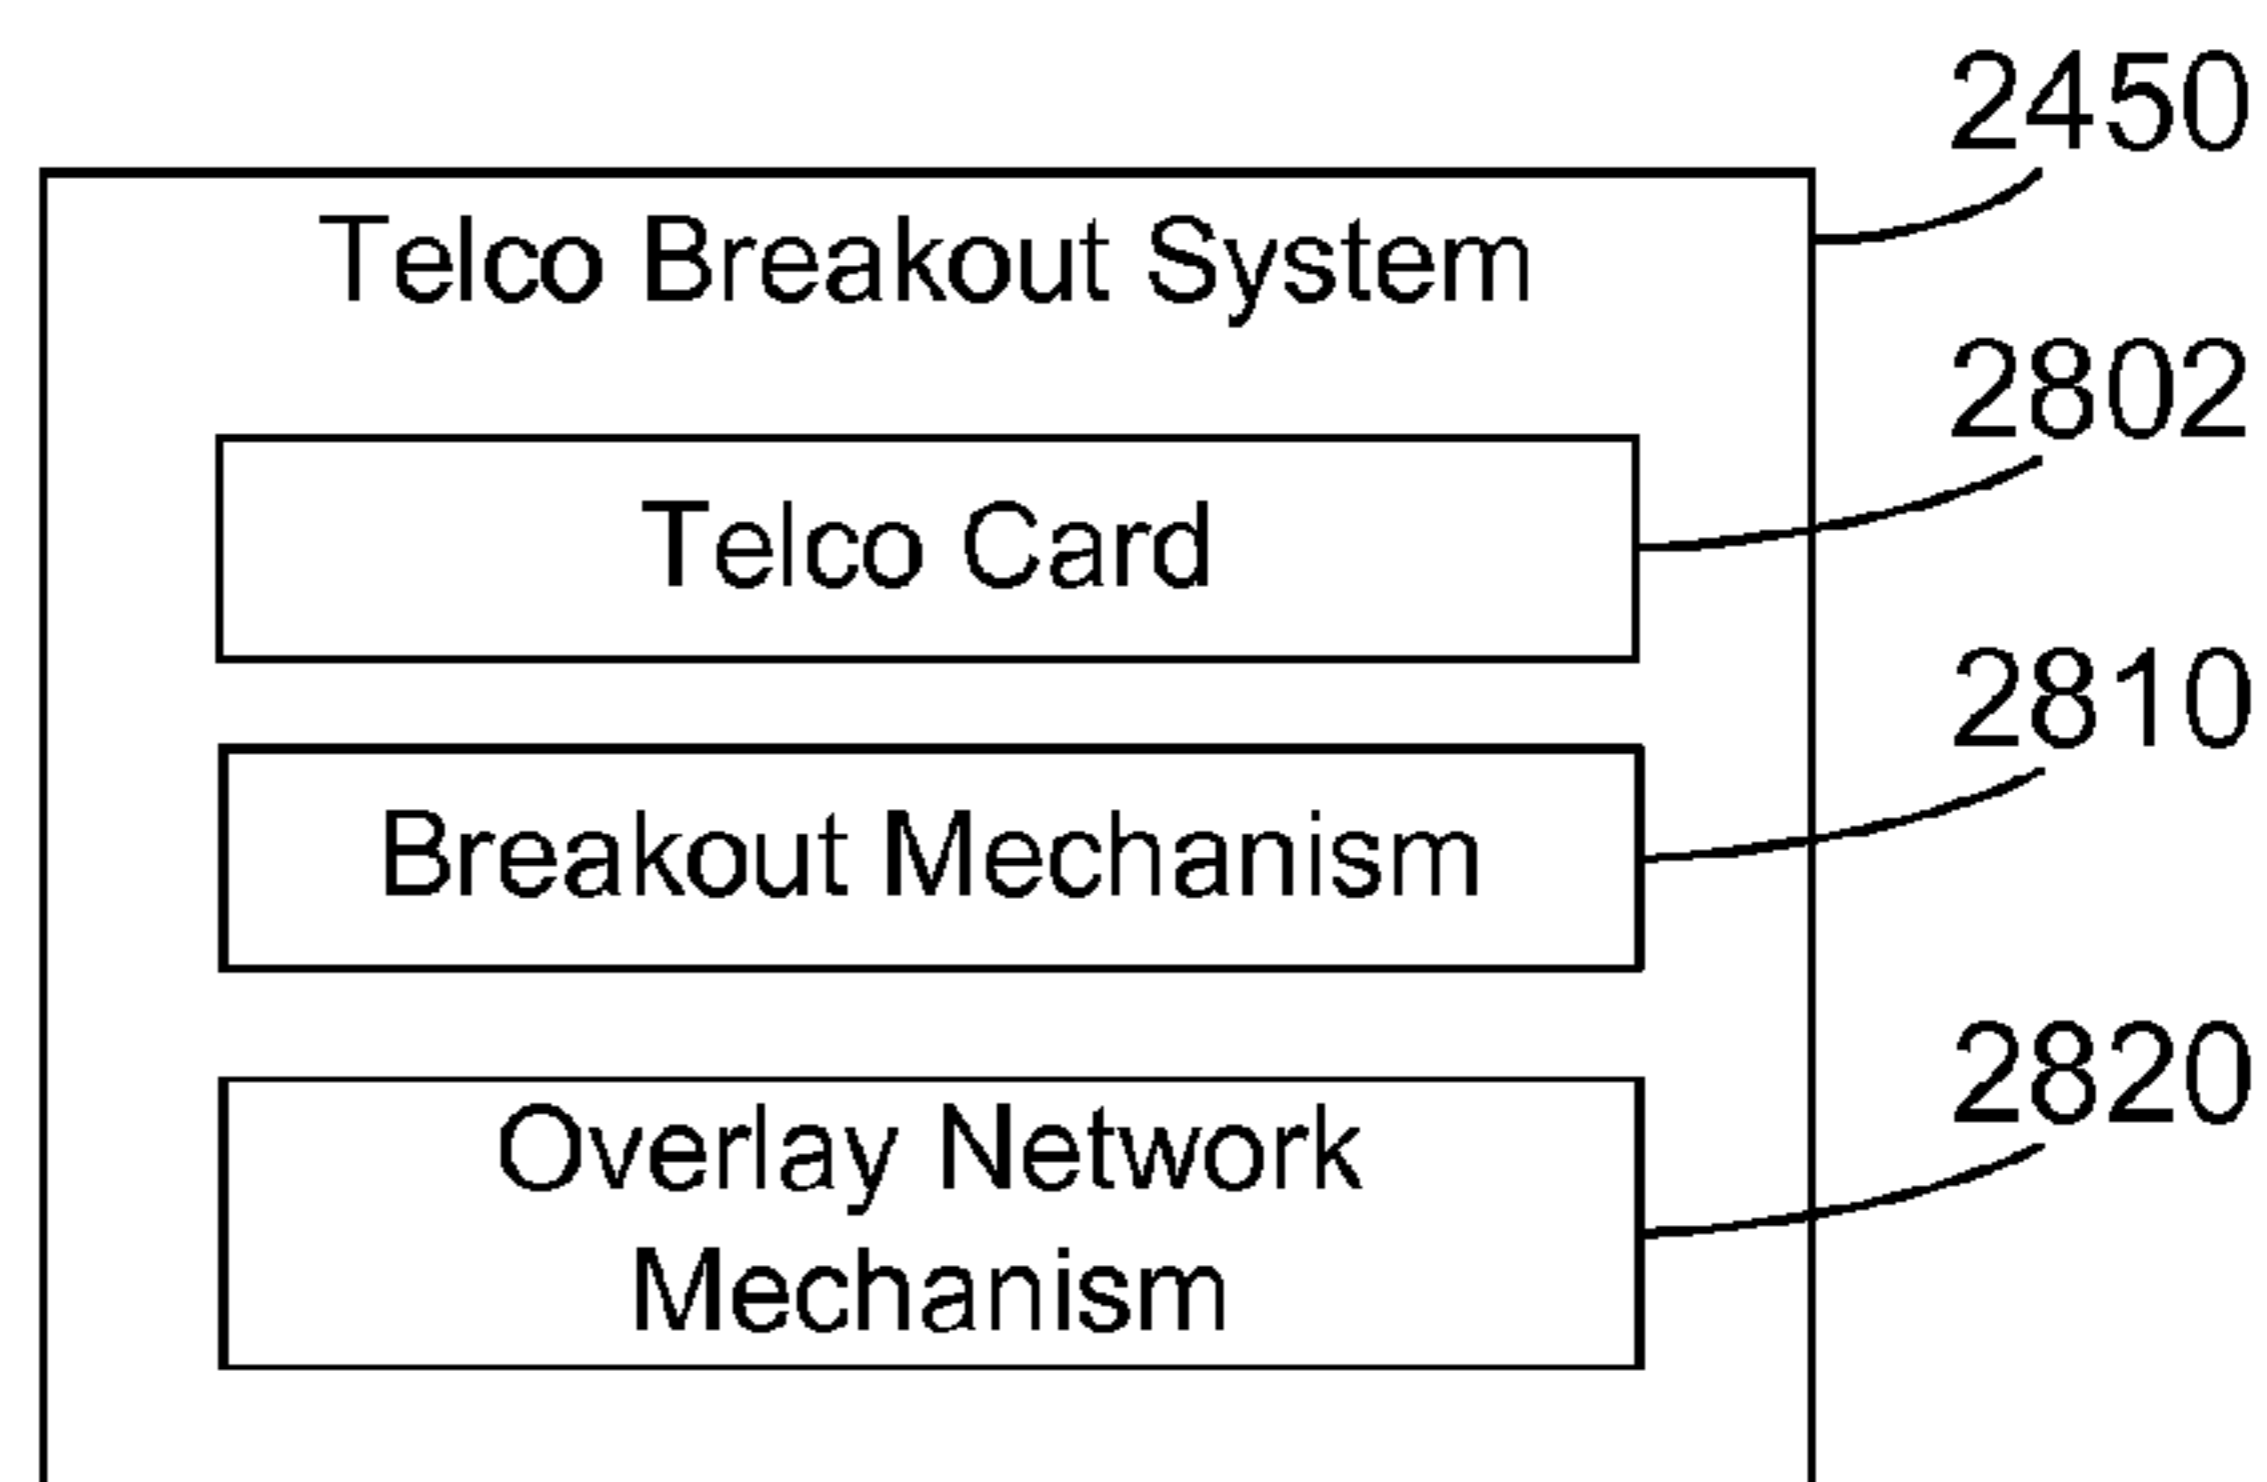 2450
Telco Breakout System
2802
Telco Card
2810
Breakout Mechanism
2820
Overlay Network
Mechanism